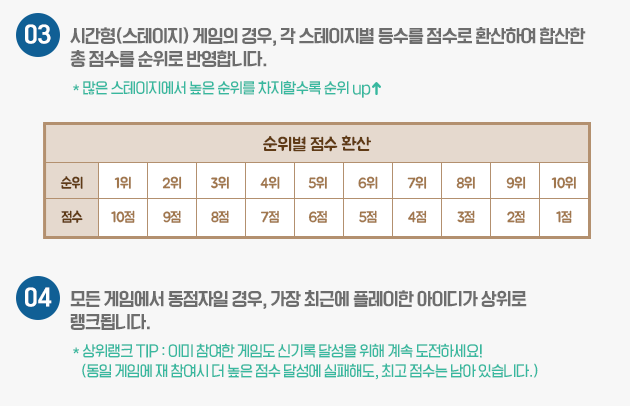 03 시간형(스테이지) 게임의 경우, 각 스테이지별 등수를 점수로 환산하여 합산한
총 점수를 순위로 반영합니다.
* 많은 스테이지에서 높은 순위를 차지할수록 순위 up↑
순위별 점수 환산
순위 1위 2위 3위 4위 5위 6위 7위 8위 9위 10위
점수 10점 9점 8점 7점 6점 5점 4점 3점 2점 1점
04 모든 게임에서 동점자일 경우, 가장 최근에 플레이한 아이디가 상위로
랭크됩니다.
* 상위랭크 TIP : 이미 참여한 게임도 신기록 달성을 위해 계속 도전하세요!
(동일 게임에 재 참여시 더 높은 점수 달성에 실패해도, 최고 점수는 남아 있습니다.)